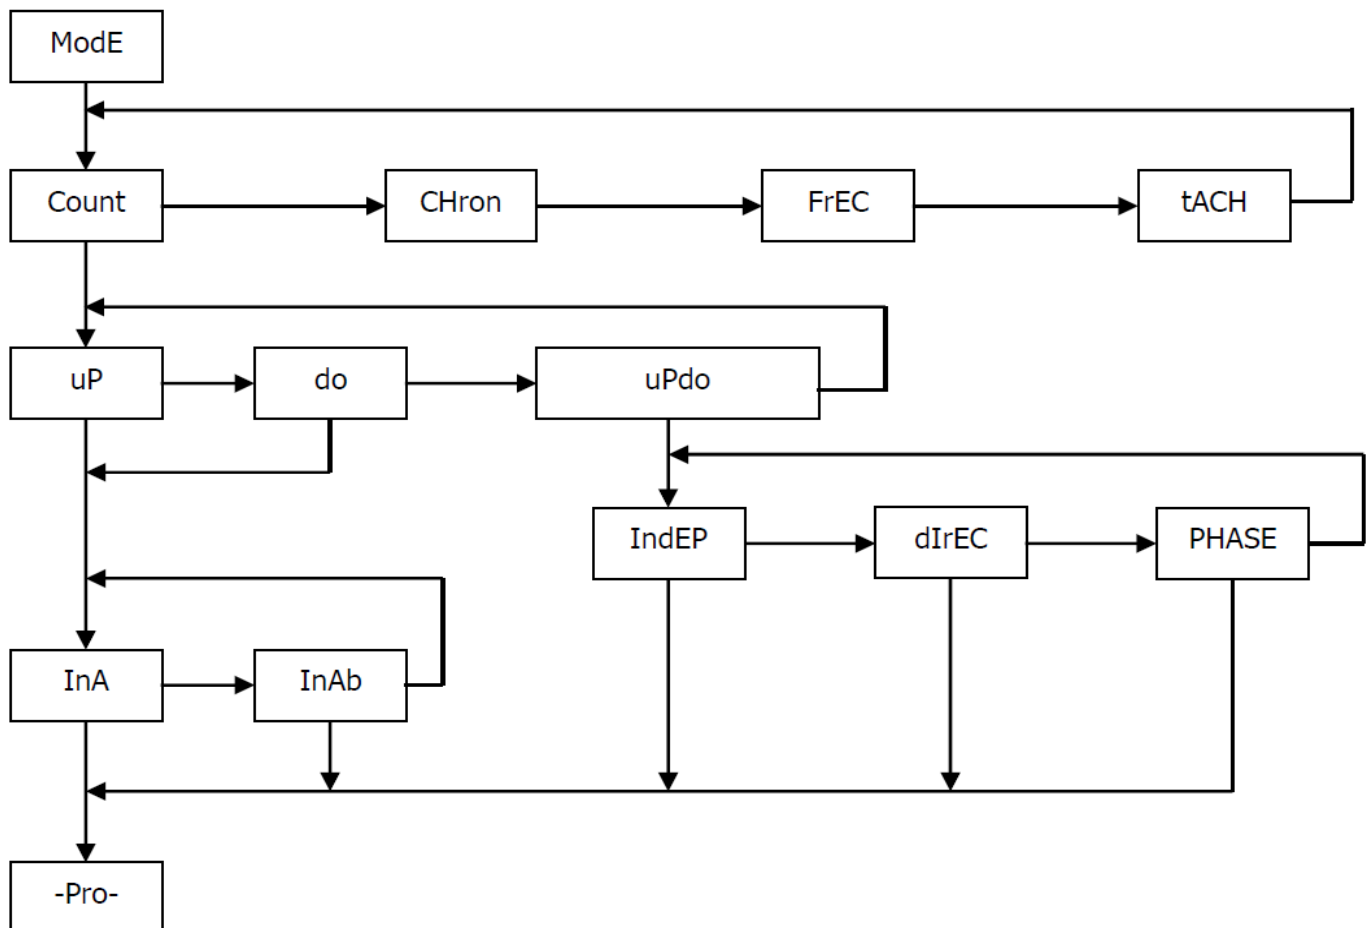 ModE
Count CHron FrEC tACH
uP do uPdo
IndEP dIrEC PHASE
InA InAb
-Pro-